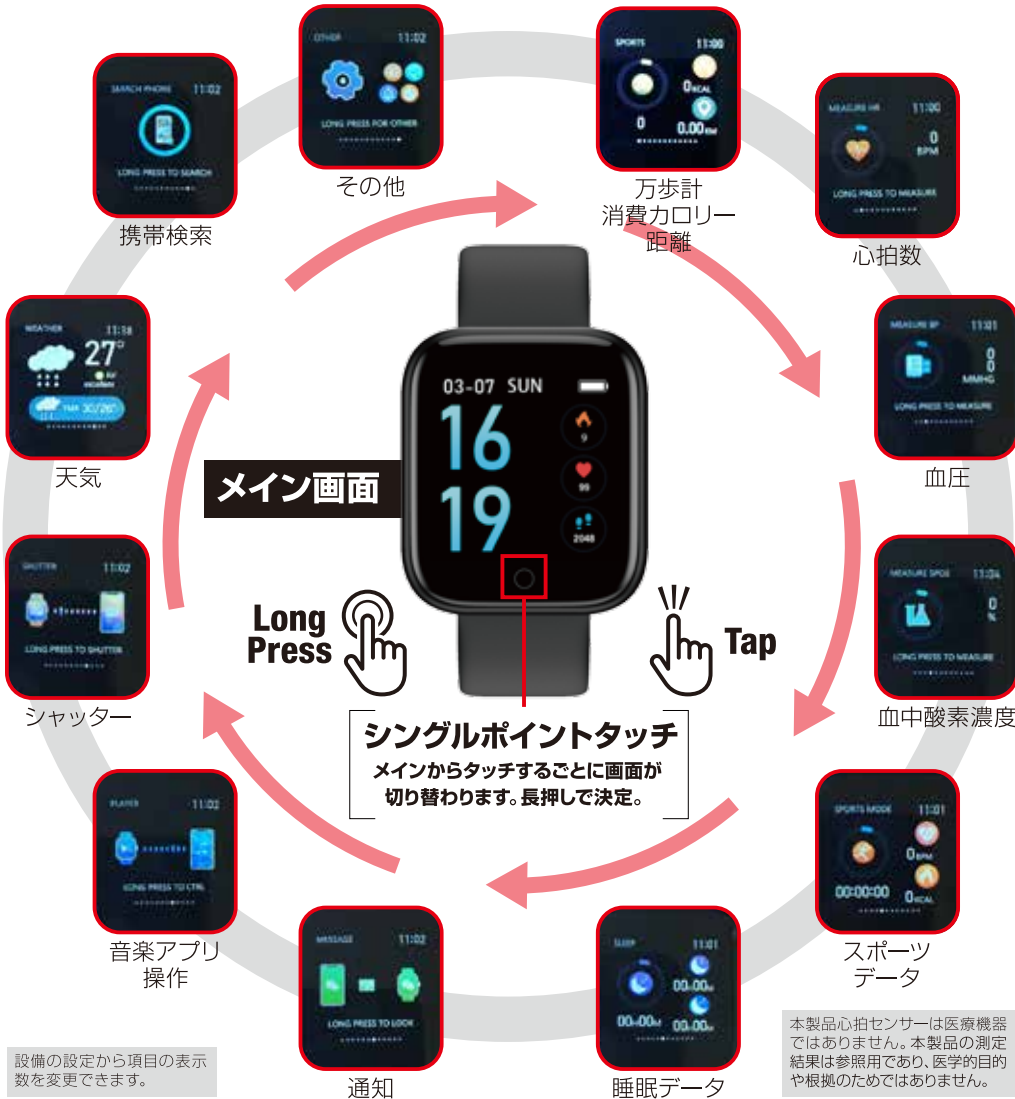 OTHER 11:02
LONG PRESS FOR OTHER
その他
SPORTS 11:00
0KCAL
0 0.00KM
万歩計
消費カロリー
距離
MEASURE HR 11:00
0
BPM
LONG PRESS TO MEASURE
心拍数
MEASURE BP 11:01
0
0
MMHG
LONG PRESS TO MEASURE
血圧
11:04
0
%
LONG PRESS TO MEASURE
血中酸素濃度
SPORTS MODE 11:01
0BPM
00:00:00 0KCAL
スポーツ
データ
SLEEP 11:01
00H00M
00H00M 00H00M
睡眠データ
MESSAGE 11:02
LONG PRESS TO LOOK
通知
PLAYER 11:02
LONG PRESS TO CTRL
音楽アプリ
操作
SHUTTER 11:02
LONG PRESS TO SHUTTER
シャッター
WEATHER 11:18
27°
excellent
30/26°
天気
SEARCH PHONE 11:02
LONG PRESS TO SEARCH
携帯検索
メイン画面
03-07 SUN
16
19
9
99
2048
Long
Press
Tap
シングルポイントタッチ
メインからタッチするごとに画面が
切り替わります。長押しで決定。
設備の設定から項目の表示
数を変更できます。
本製品心拍センサーは医療機器
ではありません。本製品の測定
結果は参照用であり、医学的目的
や根拠のためではありません。